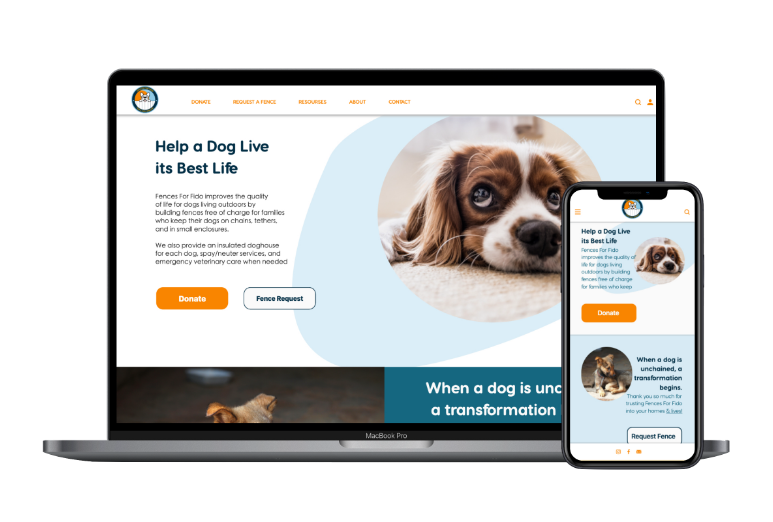 DONATE
REQUEST A FENCE
RESOURSES
ABOUT
CONTACT
Help a Dog Live
its Best Life
Fences For Fido improves the quality
of life for dogs living outdoors by
building fences free of charge for families
who keep their dogs on chains, tethers,
and in small enclosures.
We also provide an insulated doghouse
for each dog, spay/neuter services, and
emergency veterinary care when needed
Donate
Fence Request
When a dog is unc
a transformation
MacBook Pro
Help a Dog Live
its Best Life
Fences For Fido
improves the quality of
life for dogs living
outdoors by building
fences free of charge
for families who keep
Donate
When a dog is
unchained, a
transformation
begins.
Thank you so much for
trusting Fences For Fido
into your homes & lives!
Request Fence